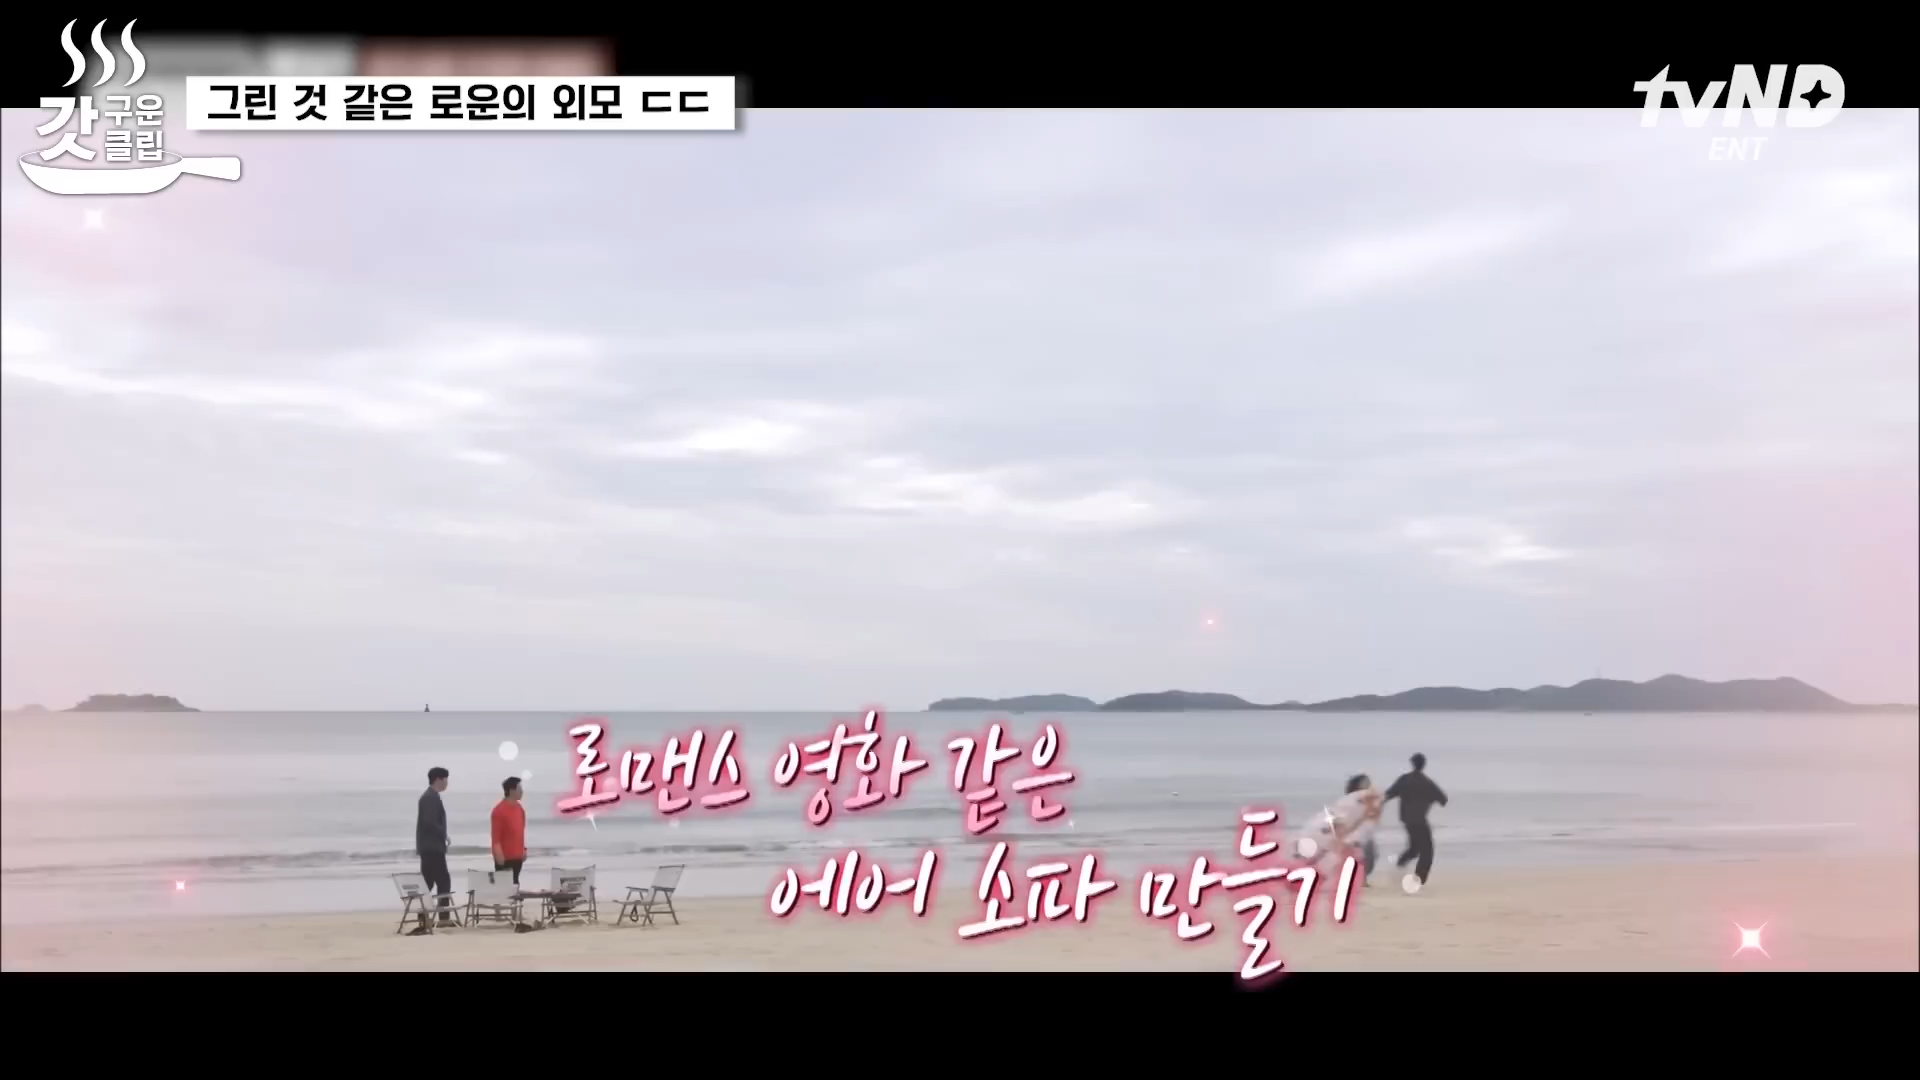 갓구운클립
그린 것 같은 로운의 외모 ㄷㄷ
tvND
ENT
로맨스 영화 같은
에어 소파 만들기